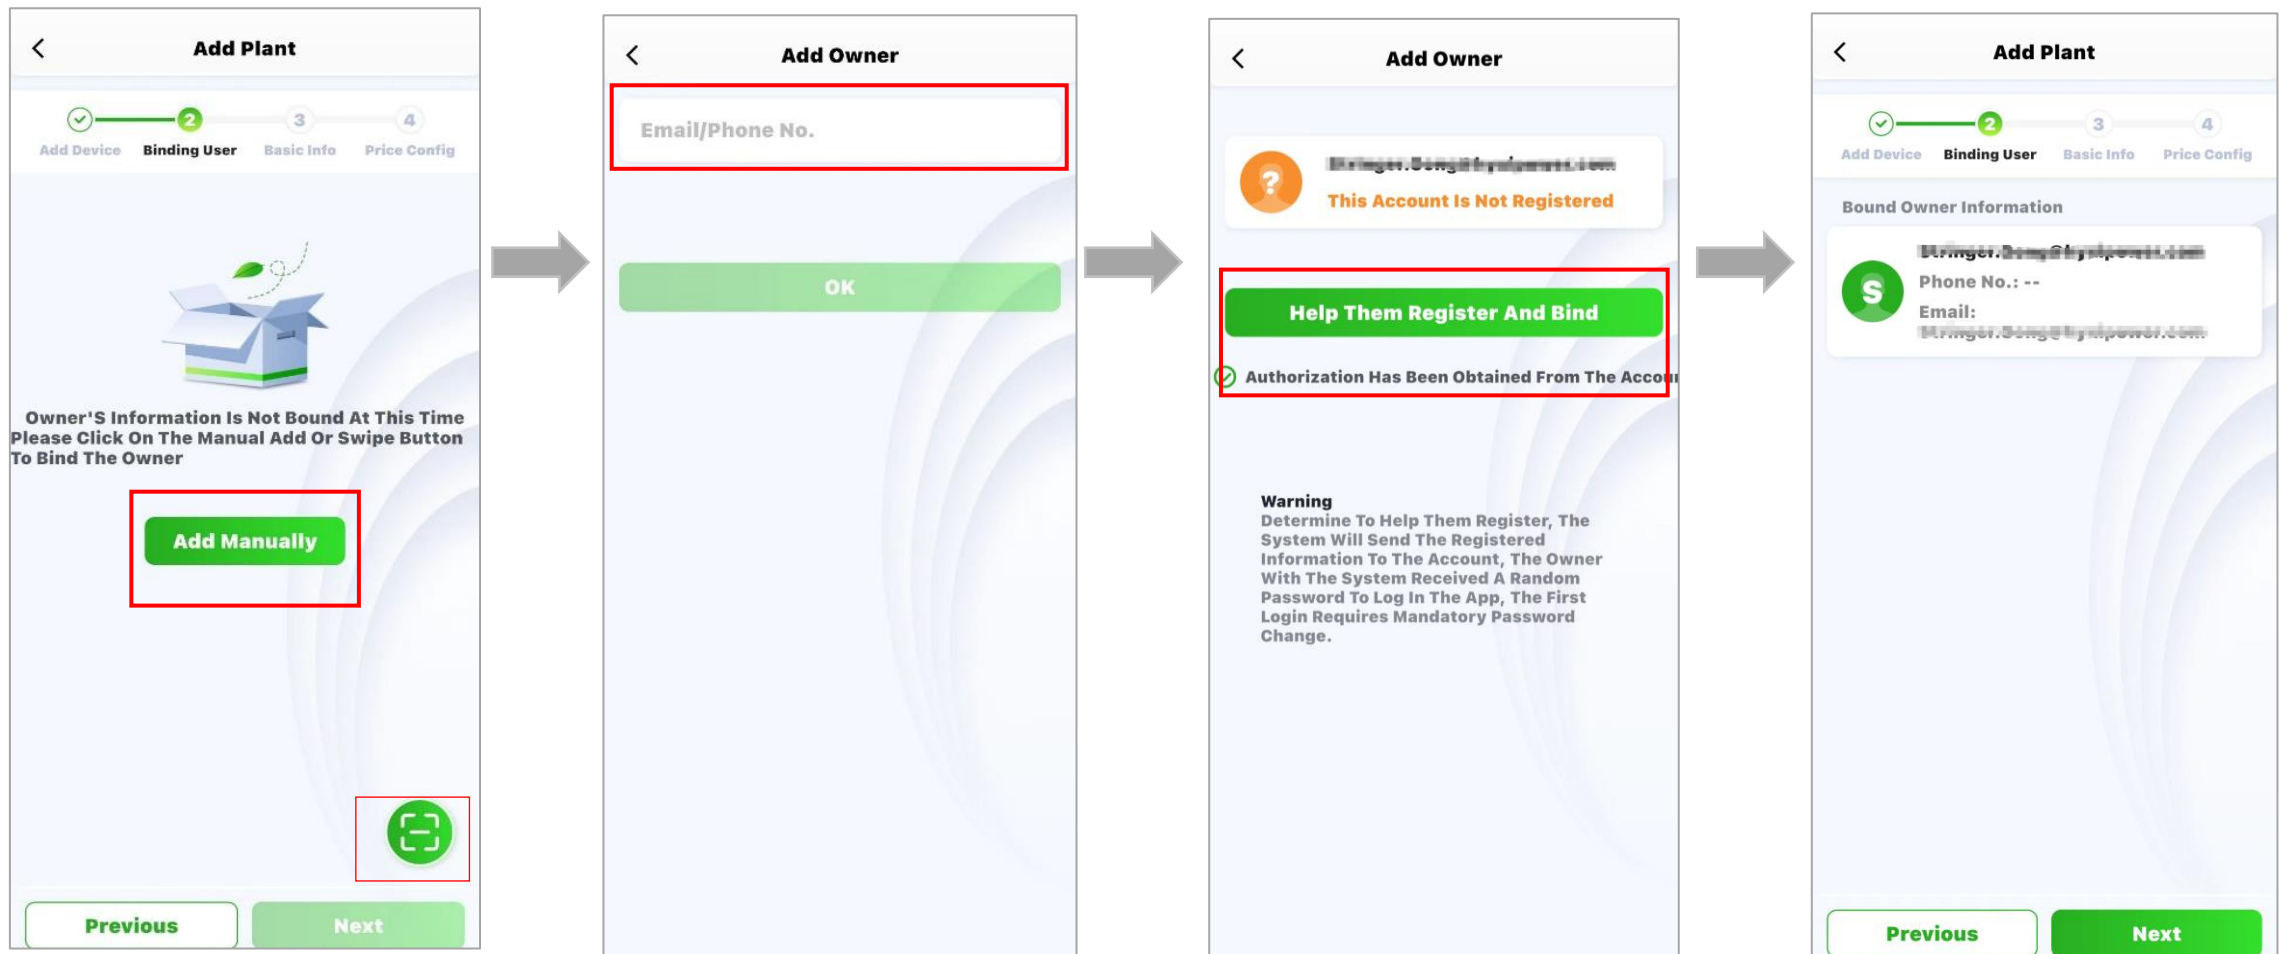 Add Plant
2
3
4
Add Device
Binding User
Basic Info
Price Config
Owner'S Information Is Not Bound At This Time
Please Click On The Manual Add Or Swipe Button
To Bind The Owner
Add Manually
Previous
Next
Add Owner
Email/Phone No.
OK
Add Owner
?
This Account Is Not Registered
Help Them Register And Bind
Authorization Has Been Obtained From The Accou
Warning
Determine To Help Them Register, The
System Will Send The Registered
Information To The Account, The Owner
With The System Received A Random
Password To Log In The App, The First
Login Requires Mandatory Password
Change.
Add Plant
2
3
4
Add Device
Binding User
Basic Info
Price Config
Bound Owner Information
S
Phone No.: --
Email:
Previous
Next